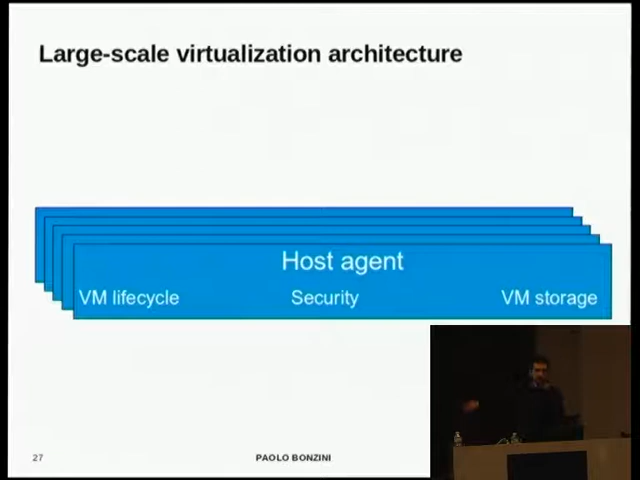 Large-scale virtualization architecture
Host agent
VM lifecycle Security VM storage
27 PAOLO BONZINI